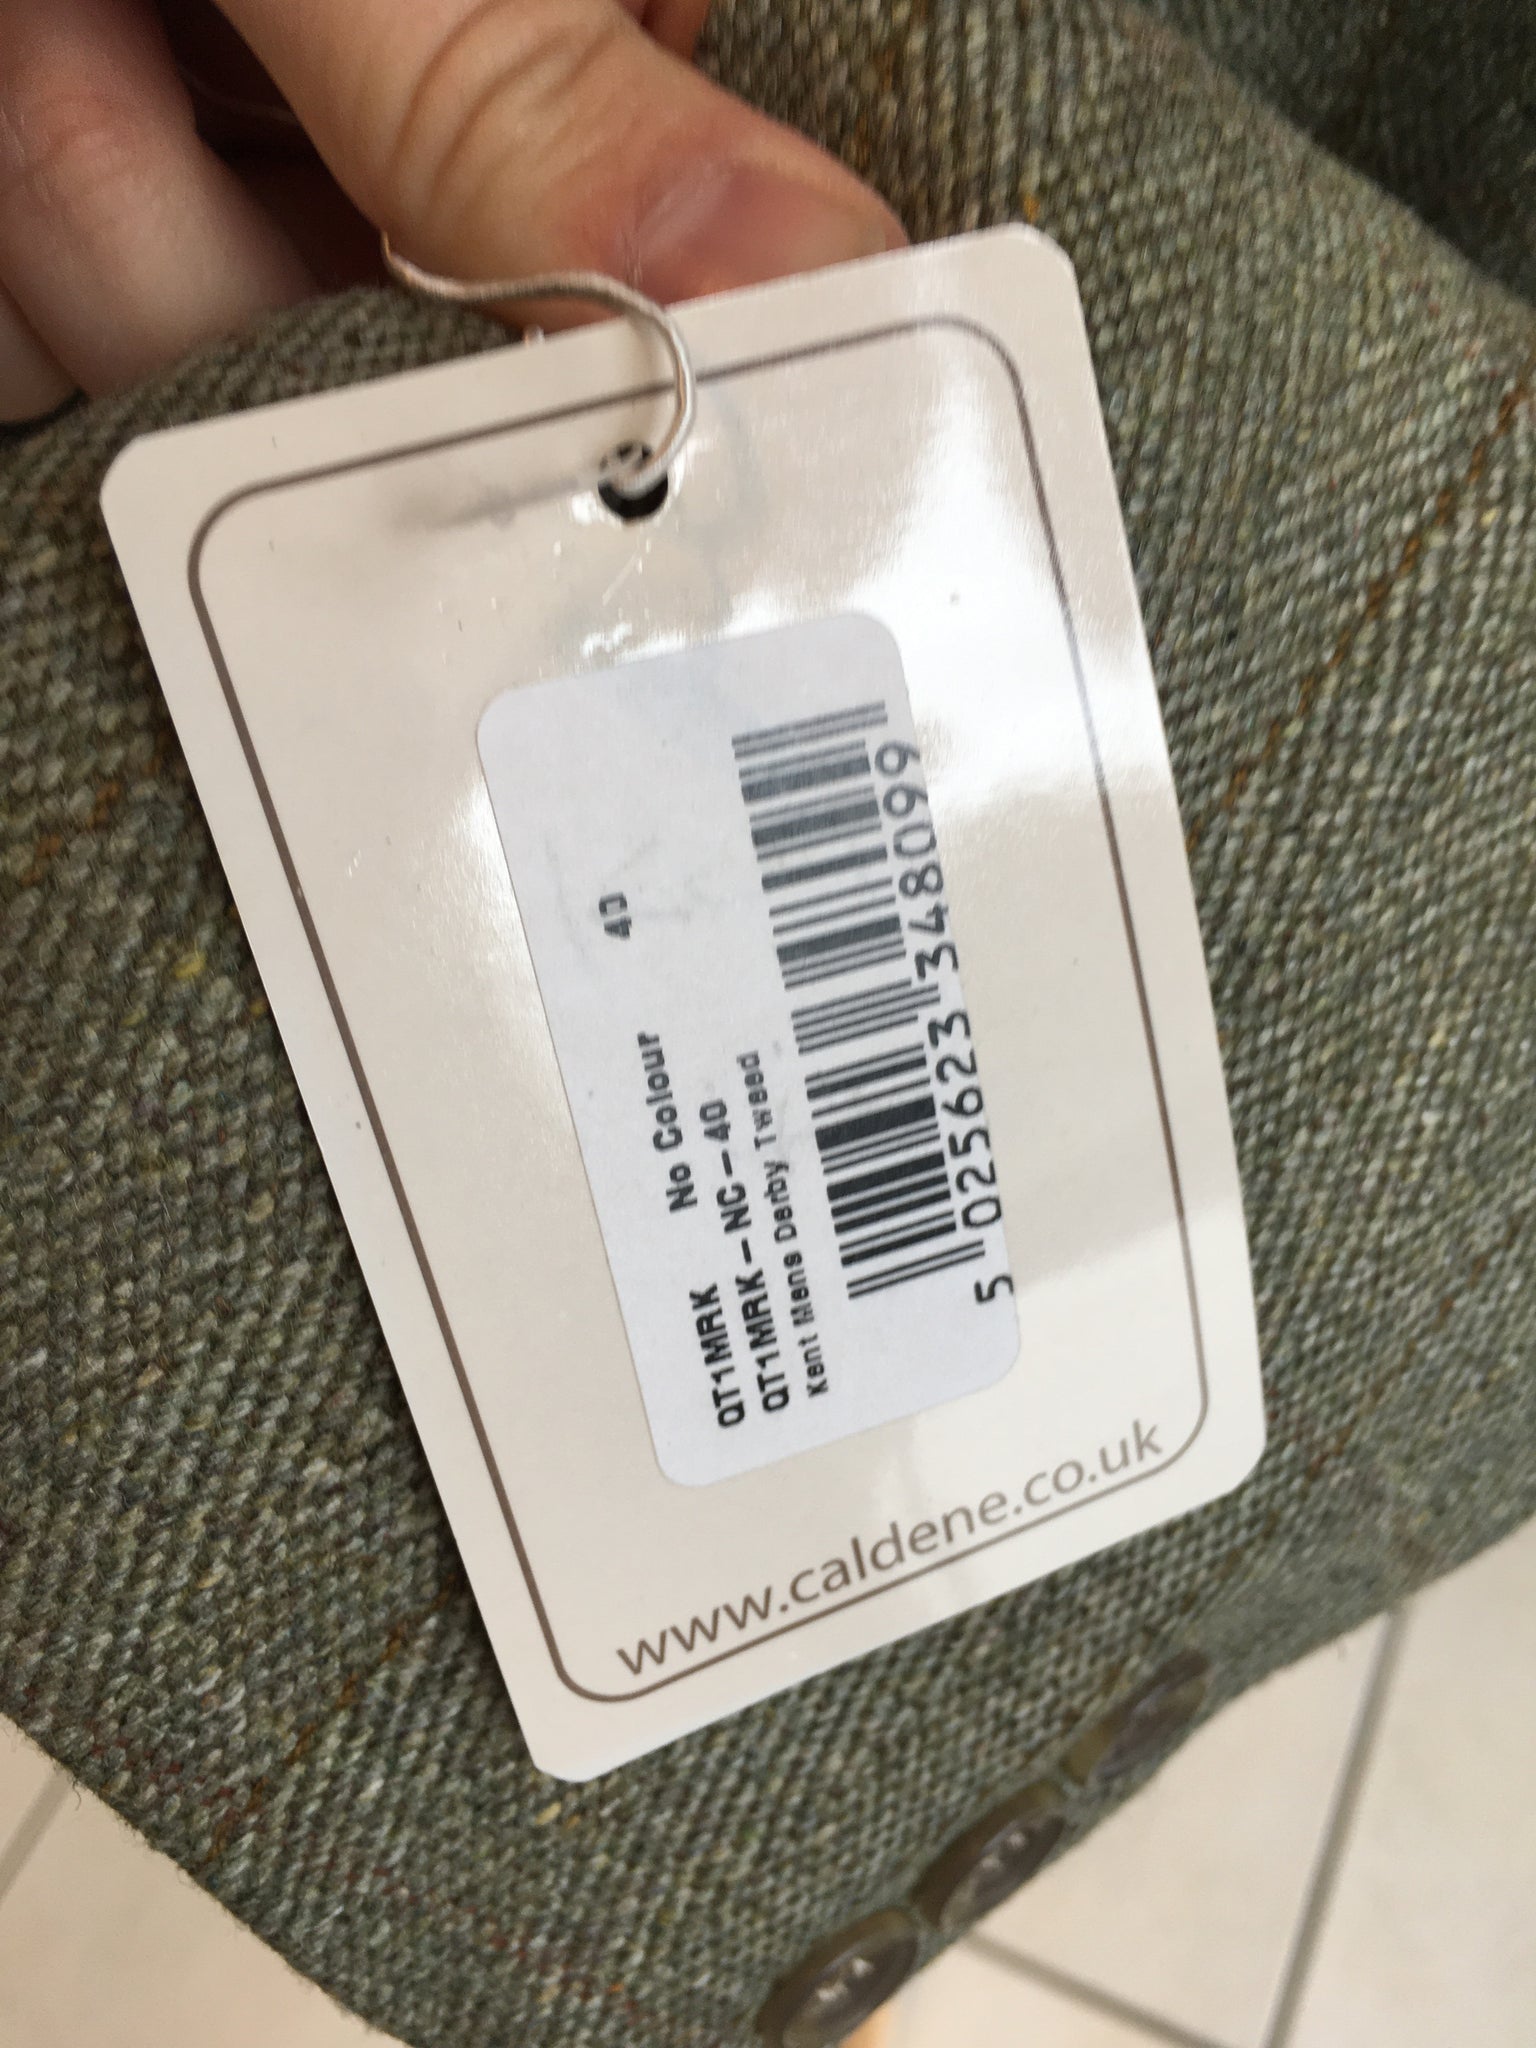 QT1MRK No Colour 40
QT1MRK-NC-40
Kent Mens Derby Tweed
5 025623 348099
www.caldene.co.uk